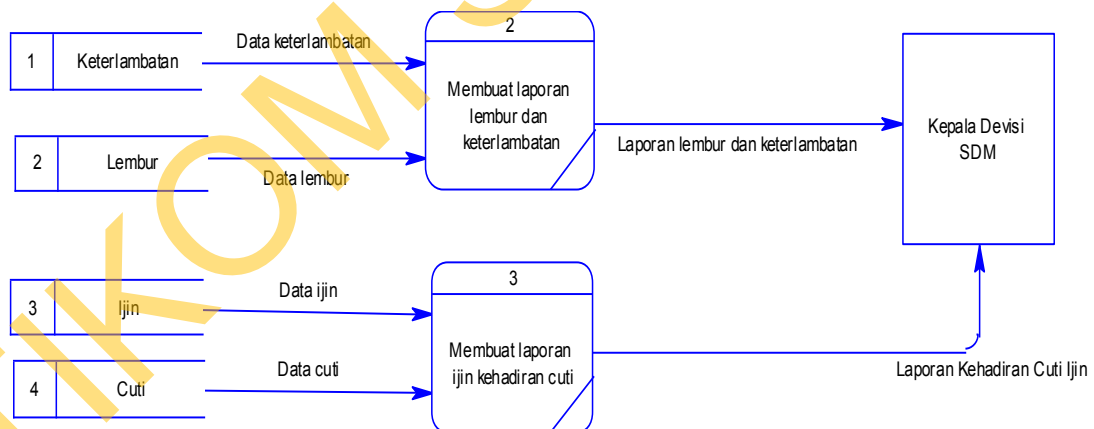 2
1
Keterlambatan
Data keterlambatan
Membuat laporan
lembur dan
keterlambatan
Laporan lembur dan keterlambatan
Kepala Devisi
SDM
2
Lembur
Data lembur
3
3
Ijin
Data ijin
Membuat laporan
ijin kehadiran cuti
4
Cuti
Data cuti
Laporan Kehadiran Cuti Ijin
TIKOM S